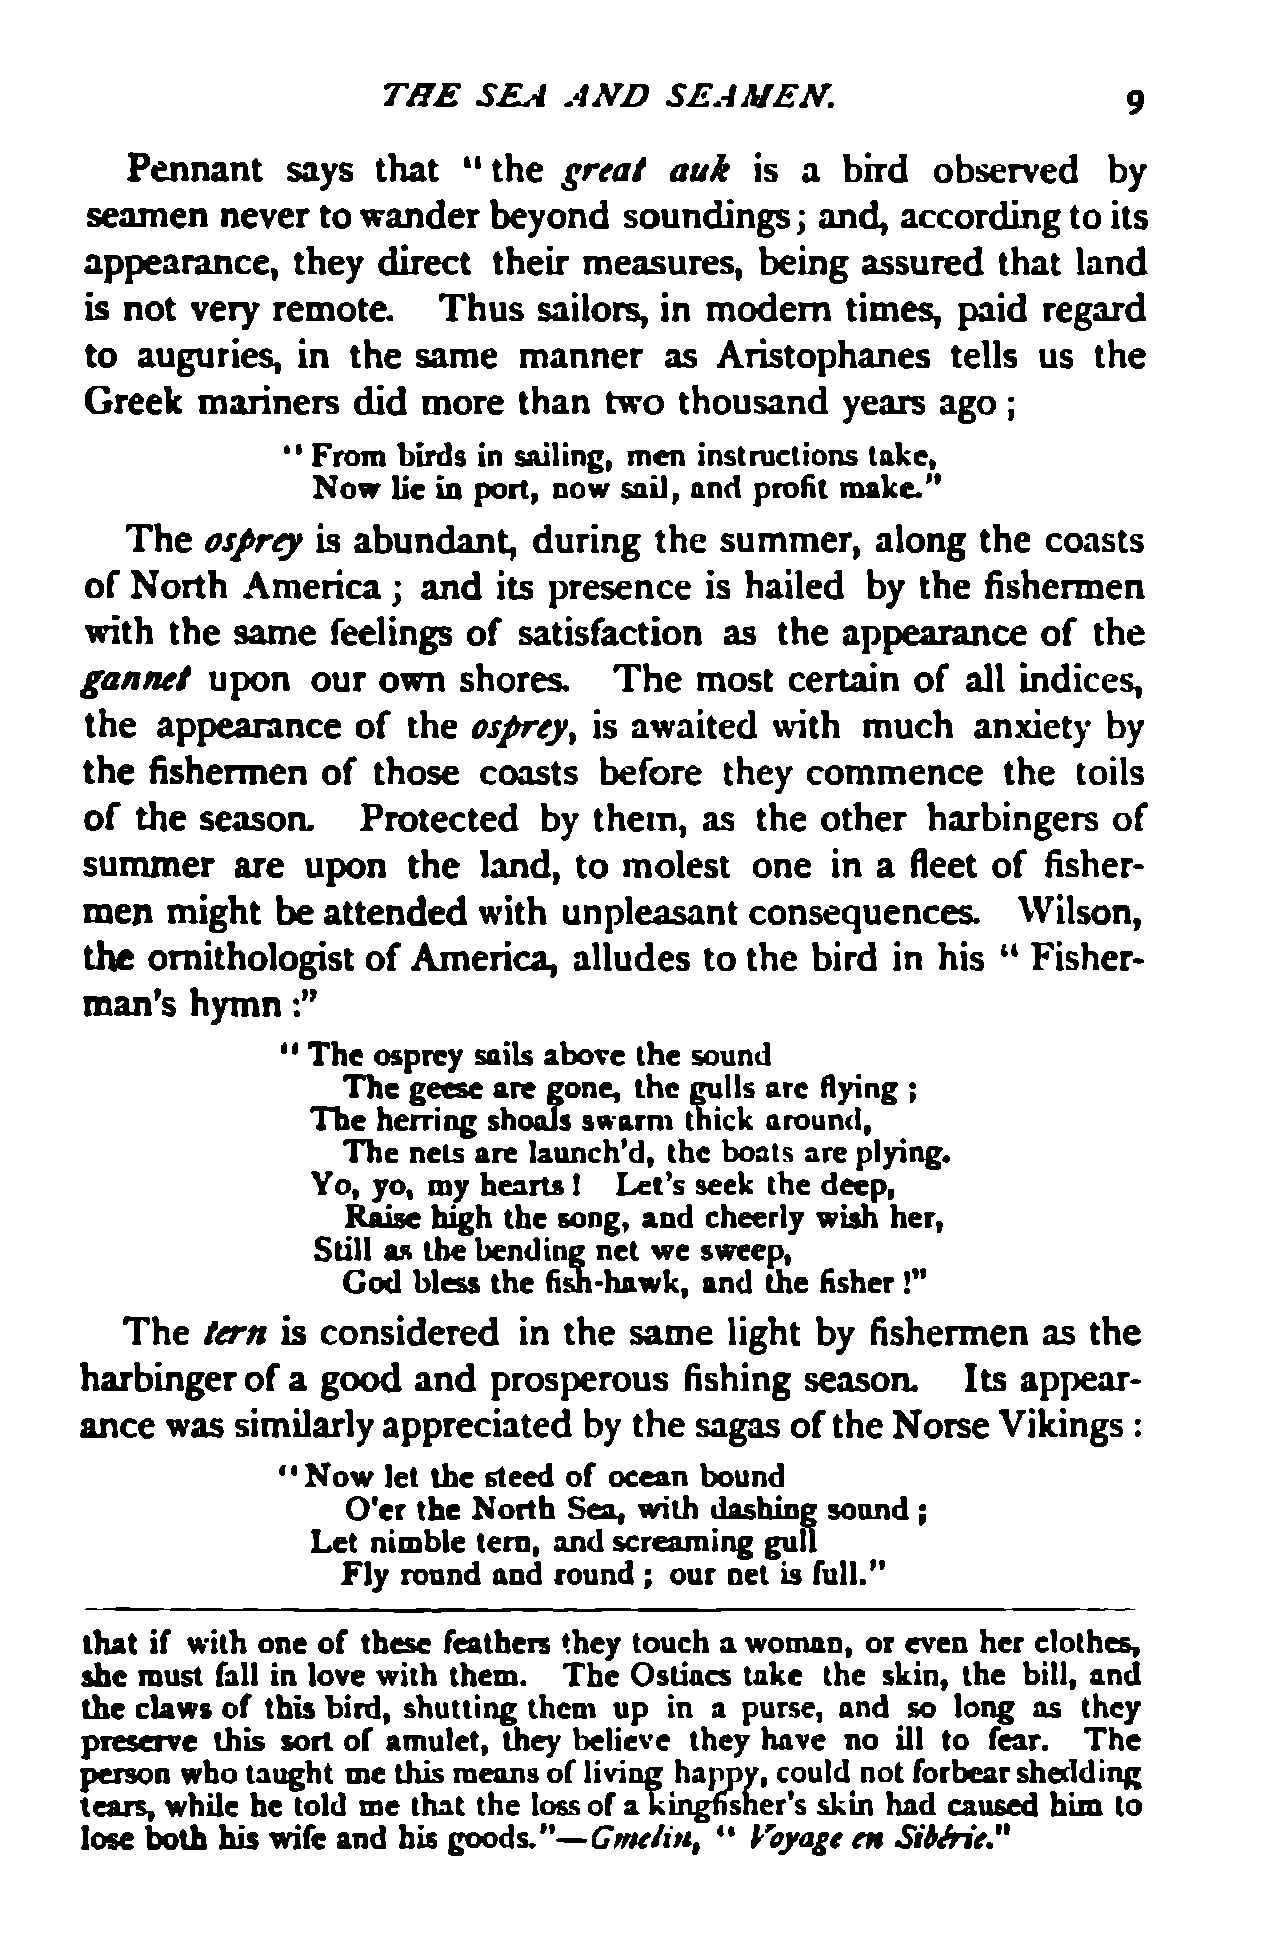 THE SEA AND SEAMEN. 9
Pennant says that “ the great auk is a bird observed by
seamen never to wander beyond soundings ; and, according to its
appearance, they direct their measures, being assured that land
is not very remote. Thus sailors, in modern times, paid regard
to auguries, in the same manner as Aristophanes tells us the
Greek mariners did more than two thousand years ago ;
“ From birds in sailing, men instructions take,
Now lie in port, now sail, and profit make.”
The osprey is abundant, during the summer, along the coasts
of North America ; and its presence is hailed by the fishermen
with the same feelings of satisfaction as the appearance of the
gannet upon our own shores. The most certain of all indices,
the appearance of the osprey, is awaited with much anxiety by
the fishermen of those coasts before they commence the toils
of the season. Protected by them, as the other harbingers of
summer are upon the land, to molest one in a fleet of fisher-
men might be attended with unpleasant consequences. Wilson,
the ornithologist of America, alludes to the bird in his “ Fisher-
man's hymn :”
“ The osprey sails above the sound
The geese are gone, the gulls are flying ;
The herring shoals swarm thick around,
The nets are launch'd, the boats are plying.
Yo, yo, my hearts ! Let's seek the deep,
Raise high the song, and cheerly wish her,
Still as the bending net we sweep,
God bless the fish-hawk, and the fisher !”
The tern is considered in the same light by fishermen as the
harbinger of a good and prosperous fishing season. Its appear-
ance was similarly appreciated by the sagas of the Norse Vikings :
“ Now let the steed of ocean bound
O'er the North Sea, with dashing sound ;
Let nimble tern, and screaming gull
Fly round and round ; our net is full.”
that if with one of these feathers they touch a woman, or even her clothes,
she must fall in love with them. The Ostiacs take the skin, the bill, and
the claws of this bird, shutting them up in a purse, and so long as they
preserve this sort of amulet, they believe they have no ill to fear. The
person who taught me this means of living happy, could not forbear shedding
tears, while he told me that the loss of a kingfisher's skin had caused him to
lose both his wife and his goods.”—Gmelin, “ Voyage en Sibérie.”